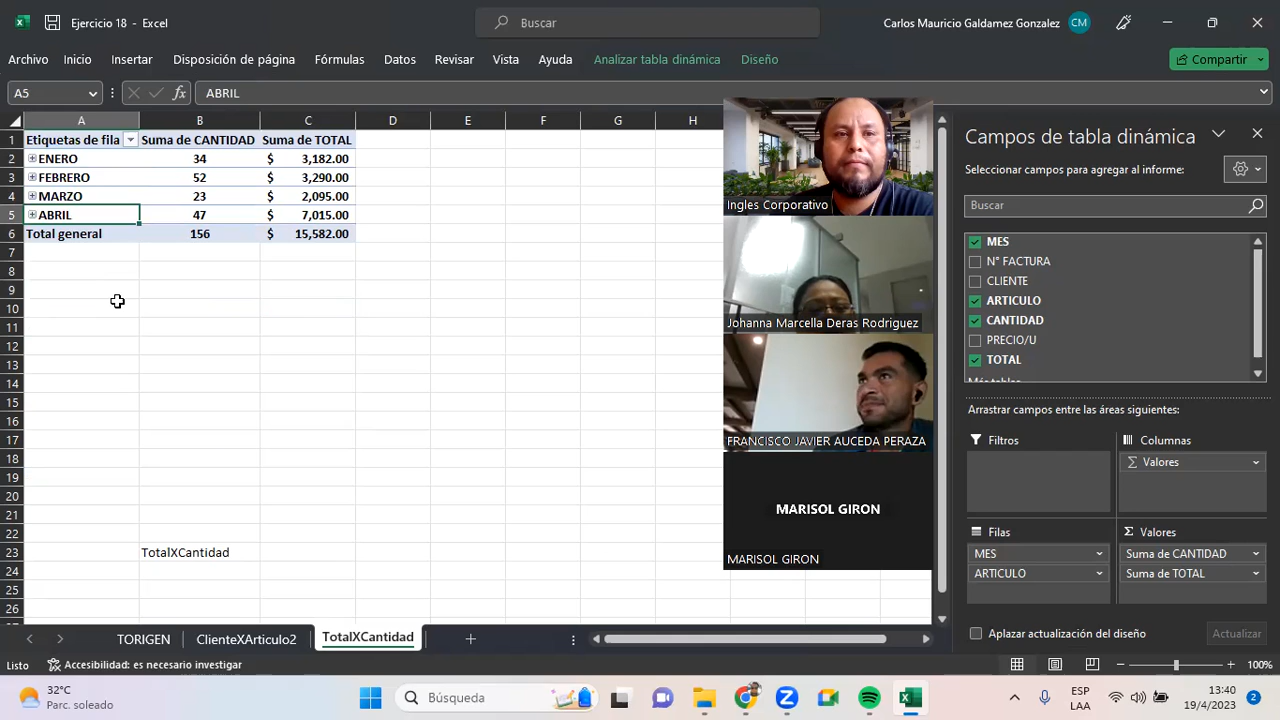 Ejercicio 18 - Excel
Buscar
Carlos Mauricio Galdamez Gonzalez
CM
Archivo Inicio Insertar Disposición de página Fórmulas Datos Revisar Vista Ayuda Analizar tabla dinámica Diseño Compartir
A5 fx ABRIL
A B C D E F G H
1 Etiquetas de fila Suma de CANTIDAD Suma de TOTAL
2 ENERO 34 $ 3,182.00
3 FEBRERO 52 $ 3,290.00
4 MARZO 23 $ 2,095.00
5 ABRIL 47 $ 7,015.00
6 Total general 156 $ 15,582.00
7
8
9
10
11
12
13
14
15
16
17
18
19
20
21
22
23 TotalXCantidad
24
25
26
Ingles Corporativo
Johanna Marcella Deras Rodriguez
FRANCISCO JAVIER AUCEDA PERAZA
MARISOL GIRON
MARISOL GIRON
Campos de tabla dinámica
Seleccionar campos para agregar al informe:
Buscar
MES
N° FACTURA
CLIENTE
ARTICULO
CANTIDAD
PRECIO/U
TOTAL
Más tablas
Arrastrar campos entre las áreas siguientes:
Filtros
Columnas
Σ Valores
Filas
MES
ARTICULO
Σ Valores
Suma de CANTIDAD
Suma de TOTAL
Aplazar actualización del diseño
Actualizar
TORIGEN ClienteXArticulo2 TotalXCantidad
Listo Accesibilidad: es necesario investigar 100%
32°C
Parc. soleado
Búsqueda
ESP
LAA
13:40
19/4/2023
2